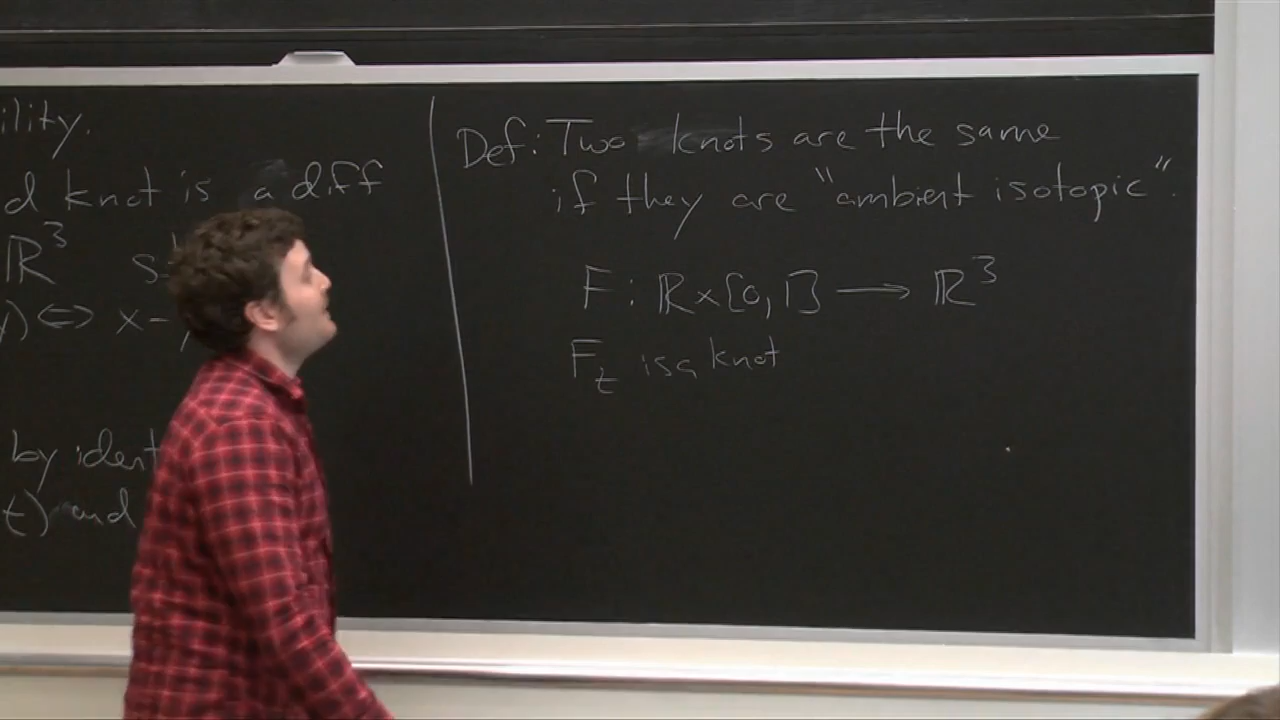 ility.
d knot is a diff
ℝ³ s
y) ⇔ x-y
by ident
t) and
Def: Two knots are the same
if they are "ambient isotopic".
F: ℝ×[0,1] ⟶ ℝ³
F_t is a knot